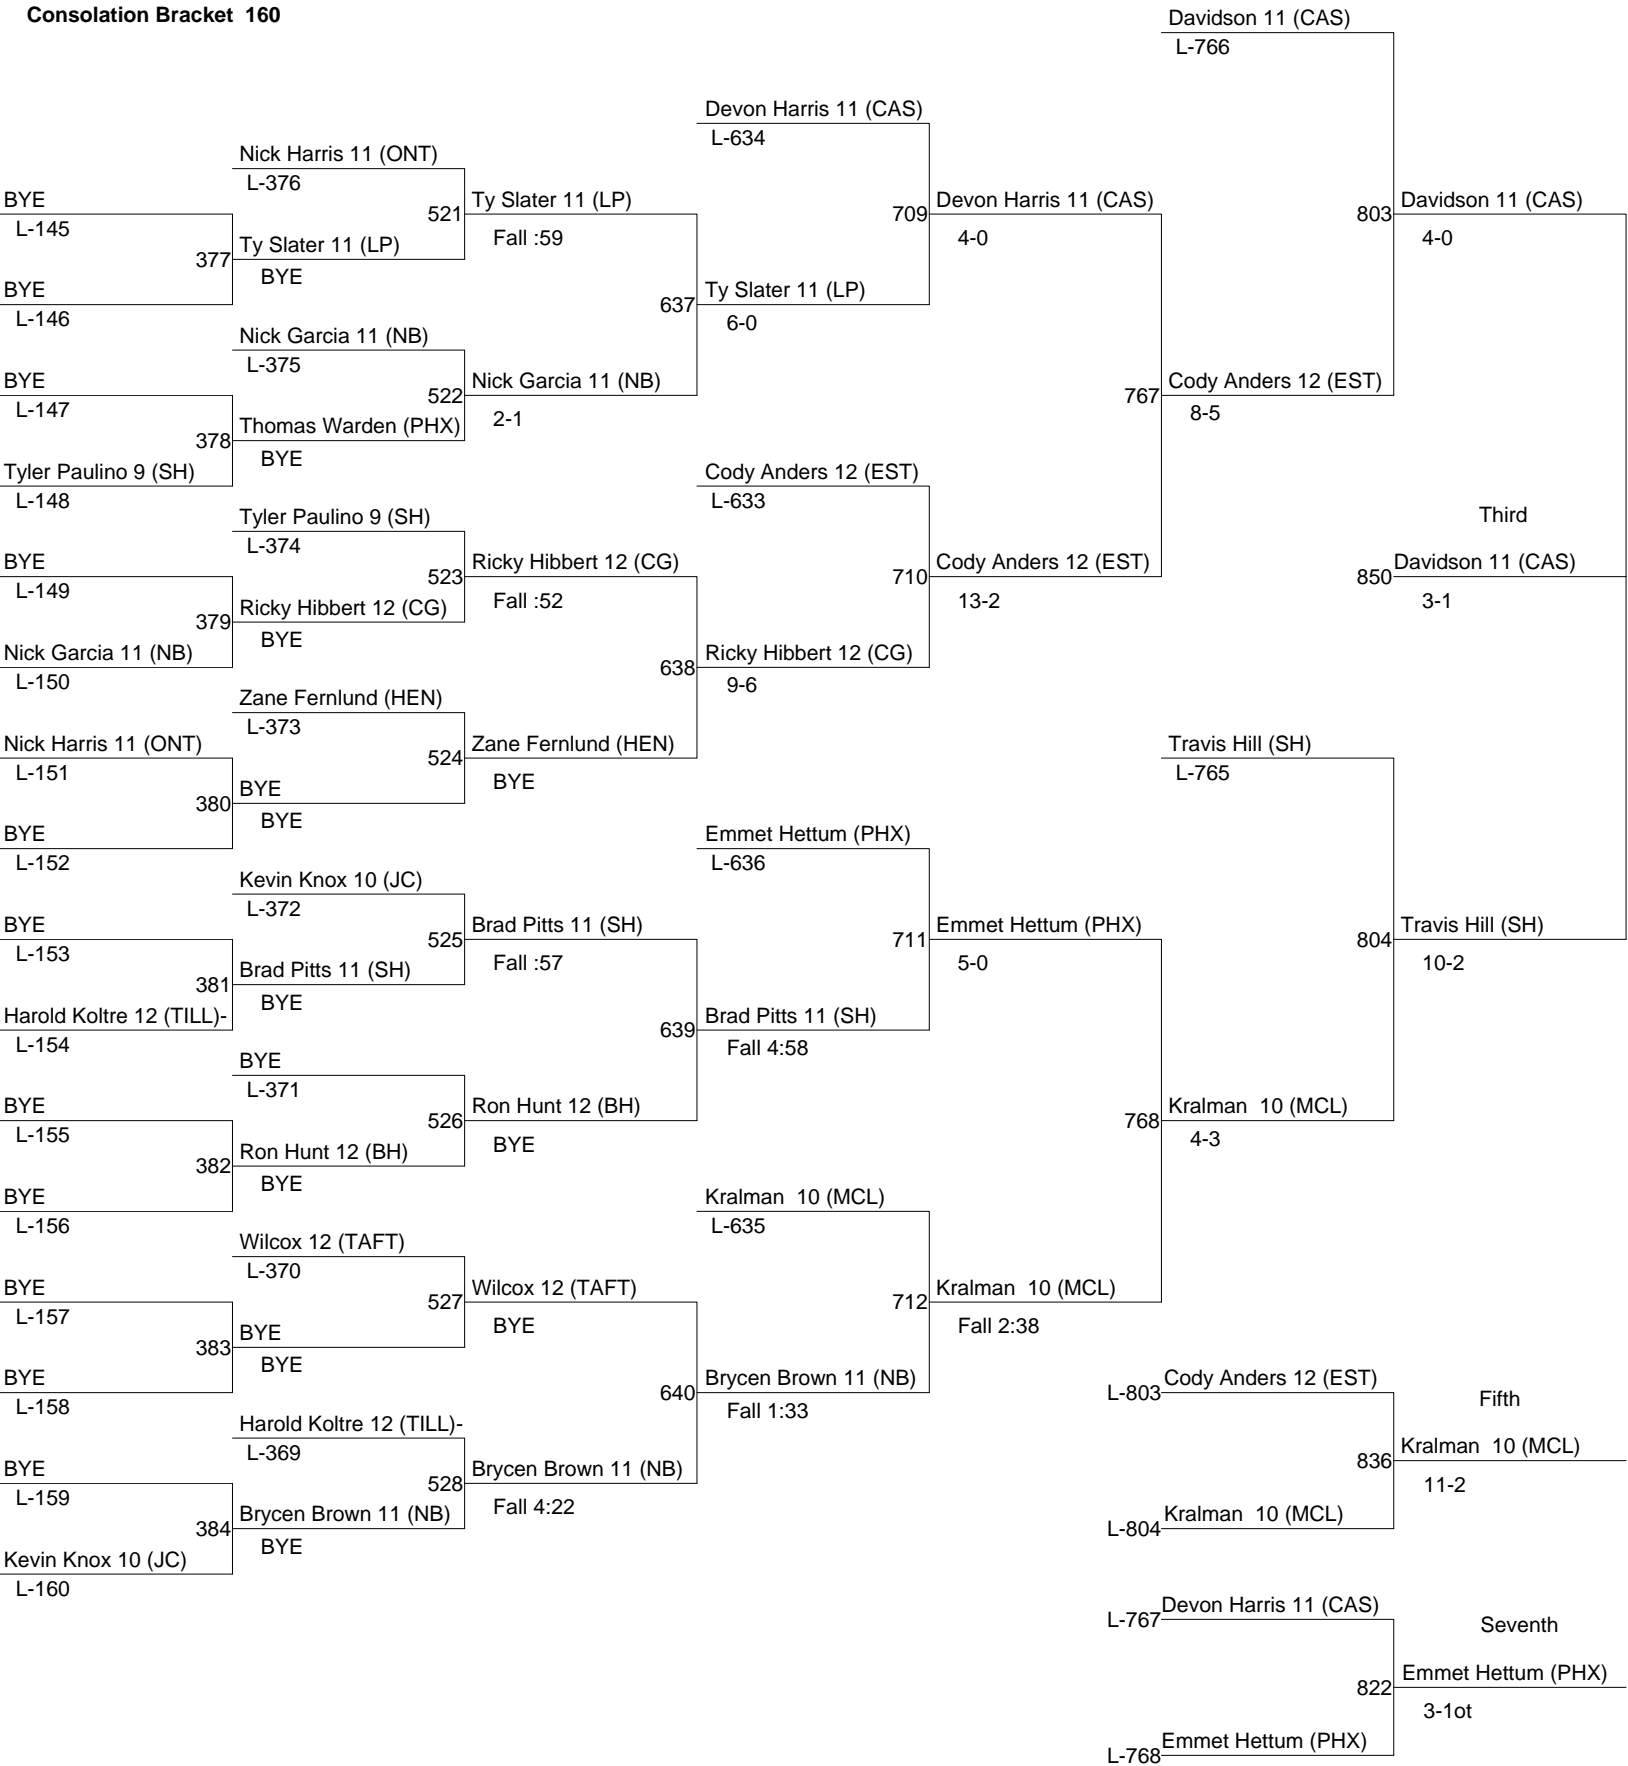 Consolation Bracket  160
Davidson 11 (CAS)
L-766
Devon Harris 11 (CAS)
L-634
Nick Harris 11 (ONT)
L-376
BYE
L-145
521
Ty Slater 11 (LP)
Fall :59
709
Devon Harris 11 (CAS)
4-0
803
Davidson 11 (CAS)
4-0
377
Ty Slater 11 (LP)
BYE
BYE
L-146
637
Ty Slater 11 (LP)
6-0
Nick Garcia 11 (NB)
L-375
BYE
L-147
522
Nick Garcia 11 (NB)
2-1
767
Cody Anders 12 (EST)
8-5
378
Thomas Warden (PHX)
BYE
Tyler Paulino 9 (SH)
L-148
Cody Anders 12 (EST)
L-633
Tyler Paulino 9 (SH)
L-374
Third
BYE
L-149
523
Ricky Hibbert 12 (CG)
Fall :52
710
Cody Anders 12 (EST)
13-2
850
Davidson 11 (CAS)
3-1
379
Ricky Hibbert 12 (CG)
BYE
Nick Garcia 11 (NB)
L-150
638
Ricky Hibbert 12 (CG)
9-6
Zane Fernlund (HEN)
L-373
Nick Harris 11 (ONT)
L-151
524
Zane Fernlund (HEN)
BYE
Travis Hill (SH)
L-765
380
BYE
BYE
BYE
L-152
Emmet Hettum (PHX)
L-636
Kevin Knox 10 (JC)
L-372
BYE
L-153
525
Brad Pitts 11 (SH)
Fall :57
711
Emmet Hettum (PHX)
5-0
804
Travis Hill (SH)
10-2
381
Brad Pitts 11 (SH)
BYE
Harold Koltre 12 (TILL)-
L-154
639
Brad Pitts 11 (SH)
Fall 4:58
BYE
L-371
BYE
L-155
526
Ron Hunt 12 (BH)
BYE
768
Kralman  10 (MCL)
4-3
382
Ron Hunt 12 (BH)
BYE
BYE
L-156
Kralman  10 (MCL)
L-635
Wilcox 12 (TAFT)
L-370
BYE
L-157
527
Wilcox 12 (TAFT)
BYE
712
Kralman  10 (MCL)
Fall 2:38
383
BYE
BYE
BYE
L-158
640
Brycen Brown 11 (NB)
Fall 1:33
L-803
Cody Anders 12 (EST)
Fifth
Harold Koltre 12 (TILL)-
L-369
836
Kralman  10 (MCL)
11-2
BYE
L-159
528
Brycen Brown 11 (NB)
Fall 4:22
384
Brycen Brown 11 (NB)
BYE
L-804
Kralman  10 (MCL)
Kevin Knox 10 (JC)
L-160
L-767
Devon Harris 11 (CAS)
Seventh
822
Emmet Hettum (PHX)
3-1ot
L-768
Emmet Hettum (PHX)